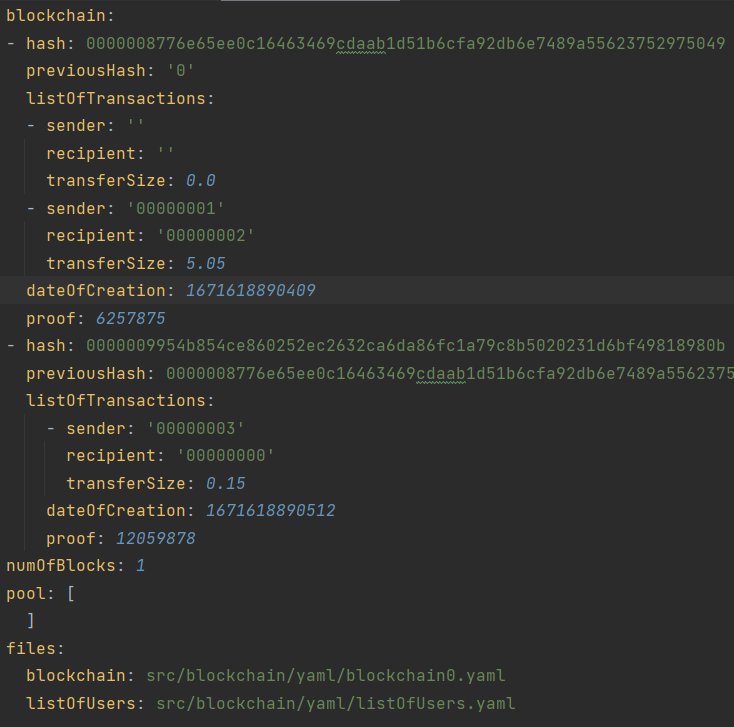 blockchain:
- hash: 0000008776e65ee0c16463469cdaab1d51b6cfa92db6e7489a55623752975049
  previousHash: '0'
  listOfTransactions:
  - sender: ''
    recipient: ''
    transferSize: 0.0
  - sender: '00000001'
    recipient: '00000002'
    transferSize: 5.05
  dateOfCreation: 1671618890409
  proof: 6257875
- hash: 0000009954b854ce860252ec2632ca6da86fc1a79c8b5020231d6bf49818980b
  previousHash: 0000008776e65ee0c16463469cdaab1d51b6cfa92db6e7489a5562375
  listOfTransactions:
    - sender: '00000003'
      recipient: '00000000'
      transferSize: 0.15
    dateOfCreation: 1671618890512
    proof: 12059878
numOfBlocks: 1
pool: [
  ]
files:
  blockchain: src/blockchain/yaml/blockchain0.yaml
  listOfUsers: src/blockchain/yaml/listOfUsers.yaml